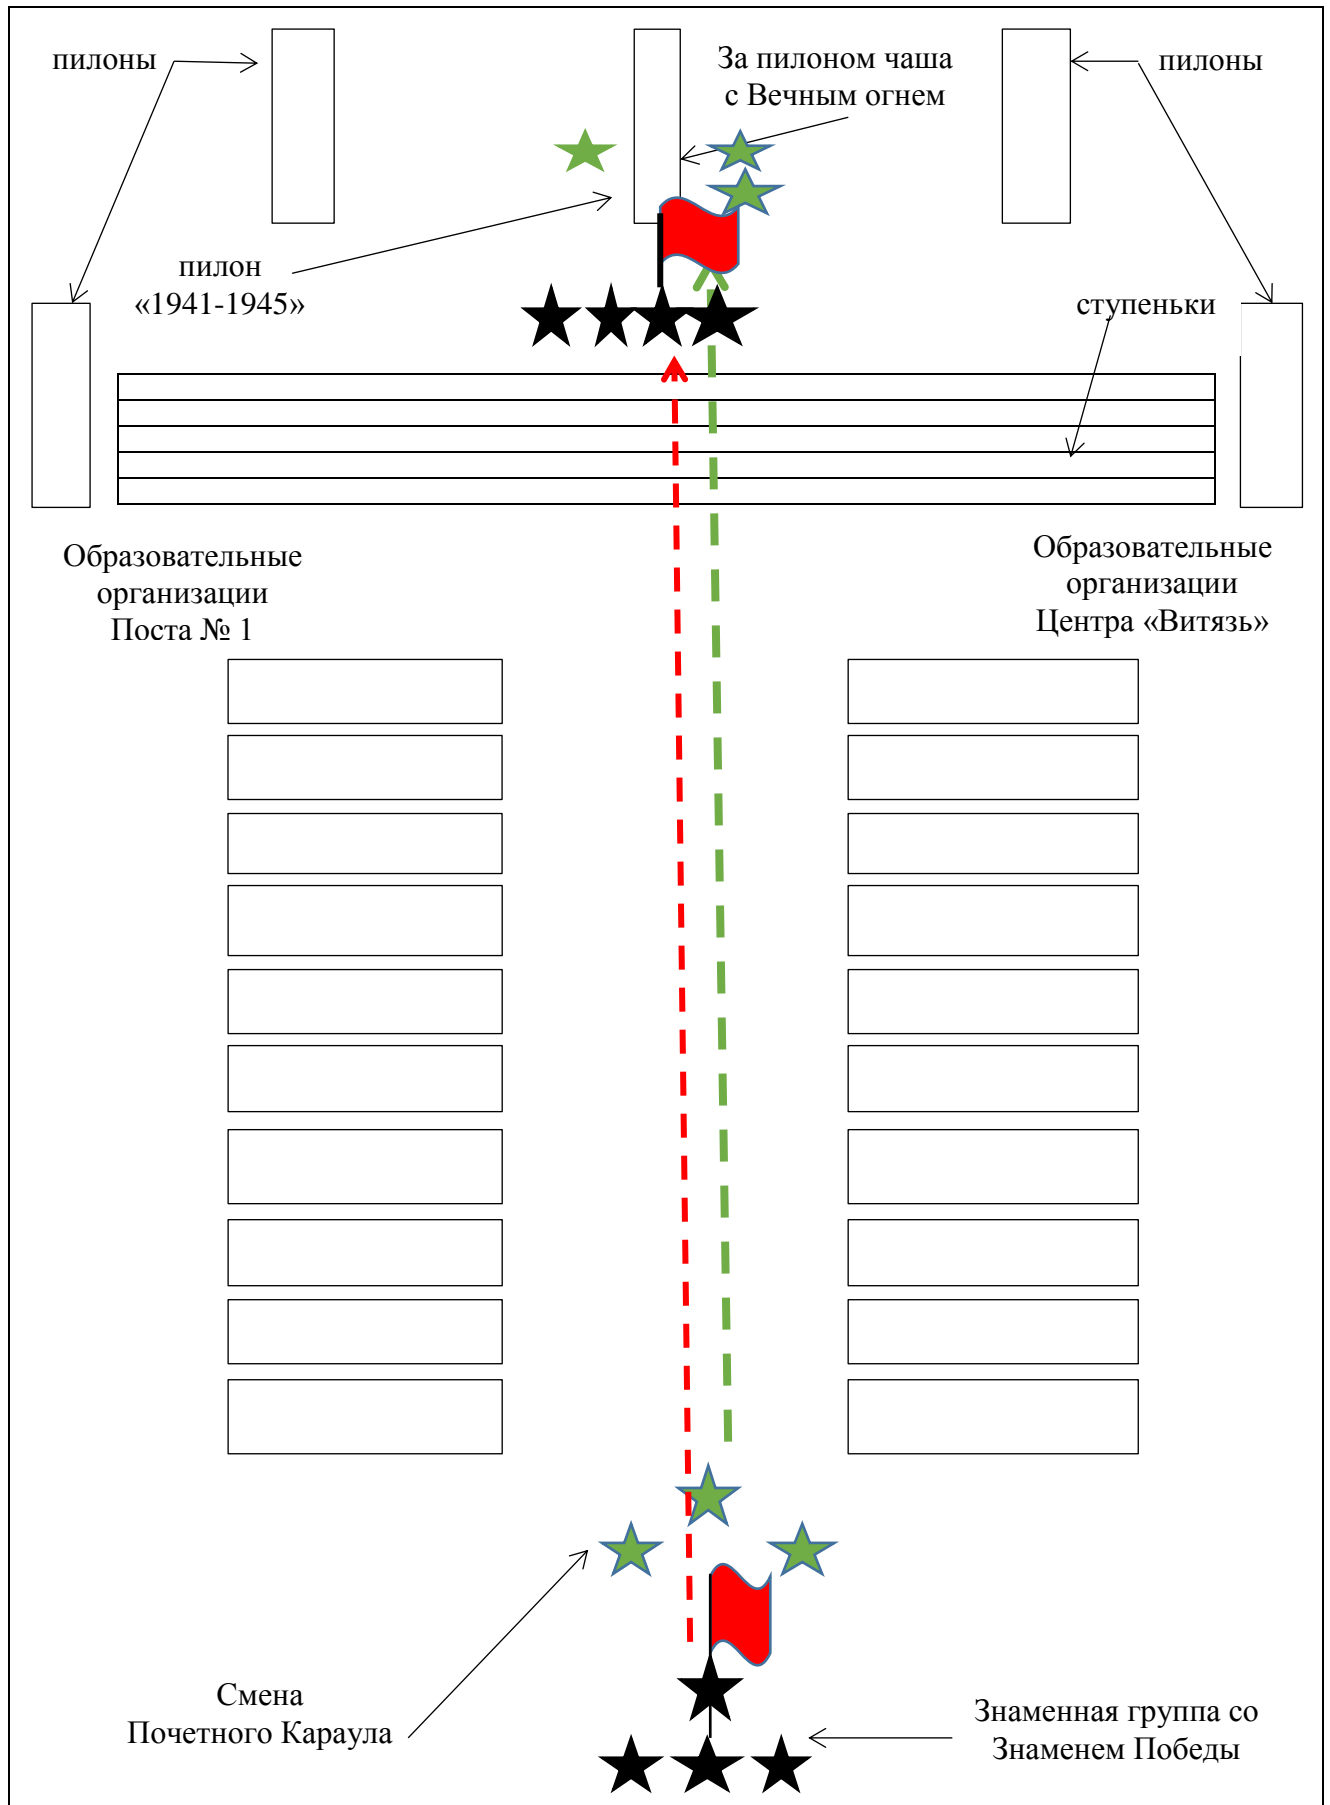 пилоны
За пилоном чаша
с Вечным огнем
пилоны
пилон
«1941-1945»
ступеньки
Образовательные
организации
Поста № 1
Образовательные
организации
Центра «Витязь»
Смена
Почетного Караула
Знаменная группа со
Знаменем Победы